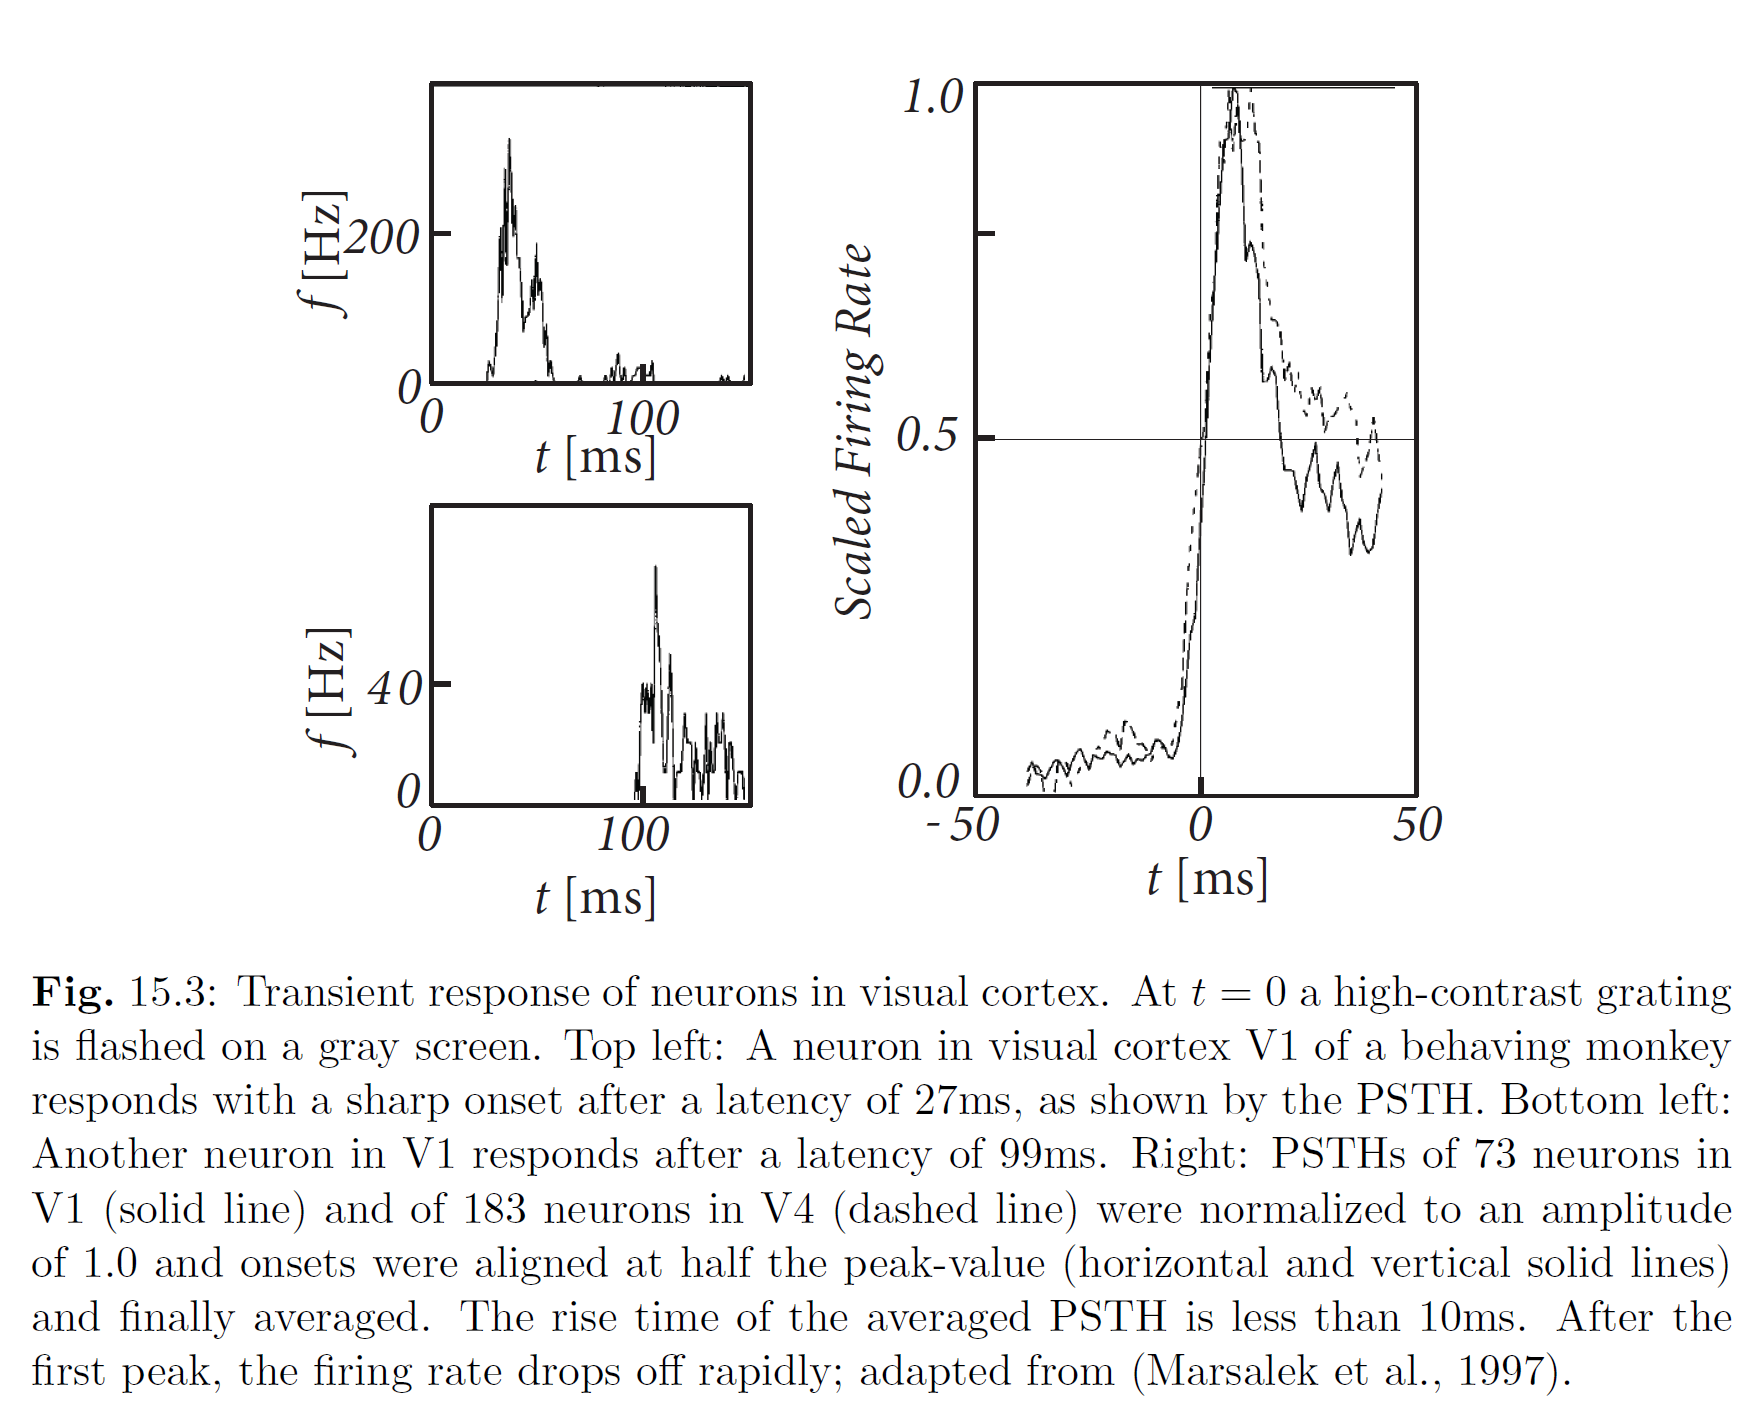 f [Hz]
200
0
0
100
t [ms]
f [Hz]
40
0
0
100
t [ms]
Scaled Firing Rate
1.0
0.5
0.0
- 50
0
50
t [ms]
Fig. 15.3: Transient response of neurons in visual cortex. At t = 0 a high-contrast grating
is flashed on a gray screen. Top left: A neuron in visual cortex V1 of a behaving monkey
responds with a sharp onset after a latency of 27ms, as shown by the PSTH. Bottom left:
Another neuron in V1 responds after a latency of 99ms. Right: PSTHs of 73 neurons in
V1 (solid line) and of 183 neurons in V4 (dashed line) were normalized to an amplitude
of 1.0 and onsets were aligned at half the peak-value (horizontal and vertical solid lines)
and finally averaged. The rise time of the averaged PSTH is less than 10ms. After the
first peak, the firing rate drops off rapidly; adapted from (Marsalek et al., 1997).